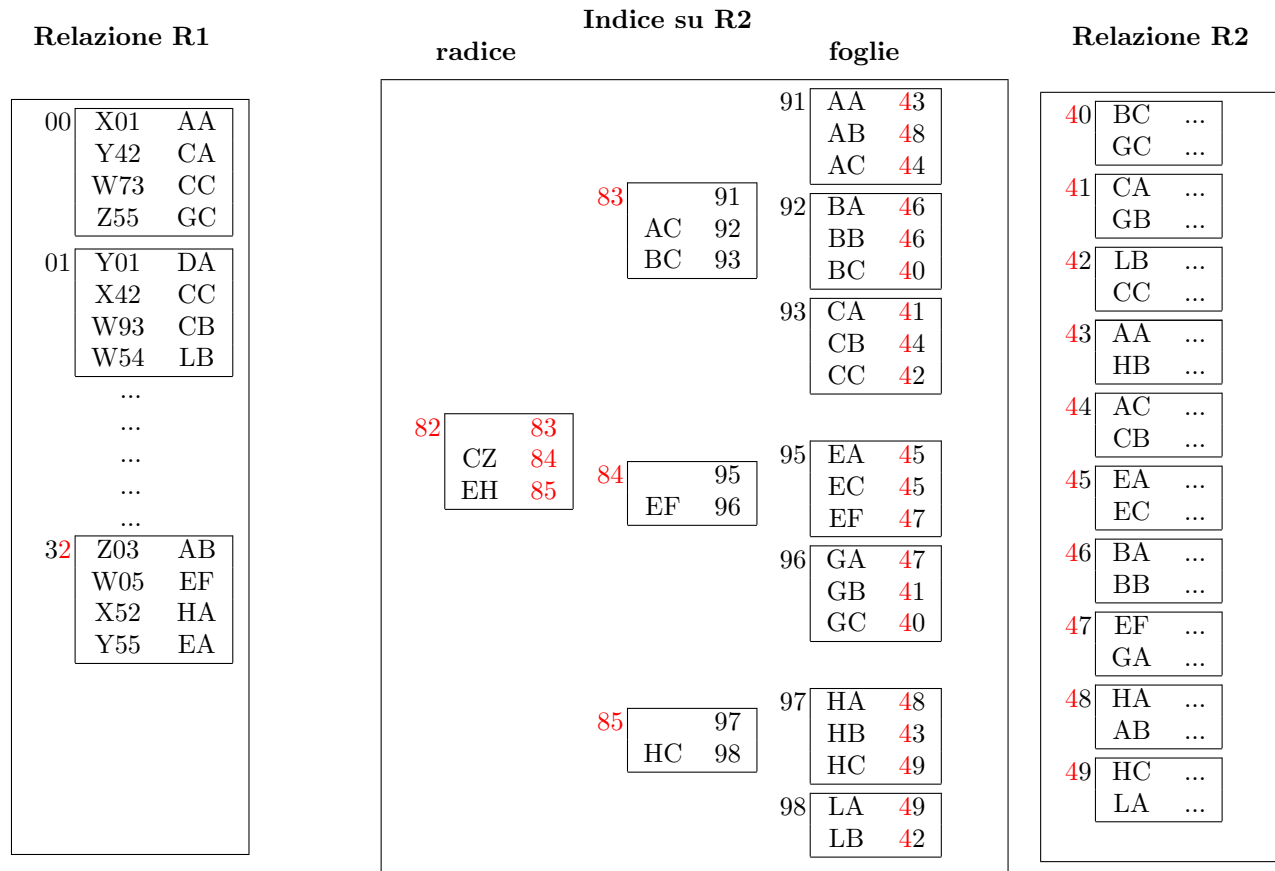 Relazione R1
00 X01 AA
Y42 CA
W73 CC
Z55 GC
01 Y01 DA
X42 CC
W93 CB
W54 LB
...
...
...
...
...
32 Z03 AB
W05 EF
X52 HA
Y55 EA
Indice su R2
radice foglie
82 83
CZ 84
EH 85
83 91
AC 92
BC 93
84 95
EF 96
85 97
HC 98
91 AA 43
AB 48
AC 44
92 BA 46
BB 46
BC 40
93 CA 41
CB 44
CC 42
95 EA 45
EC 45
EF 47
96 GA 47
GB 41
GC 40
97 HA 48
HB 43
HC 49
98 LA 49
LB 42
Relazione R2
40 BC ...
GC ...
41 CA ...
GB ...
42 LB ...
CC ...
43 AA ...
HB ...
44 AC ...
CB ...
45 EA ...
EC ...
46 BA ...
BB ...
47 EF ...
GA ...
48 HA ...
AB ...
49 HC ...
LA ...